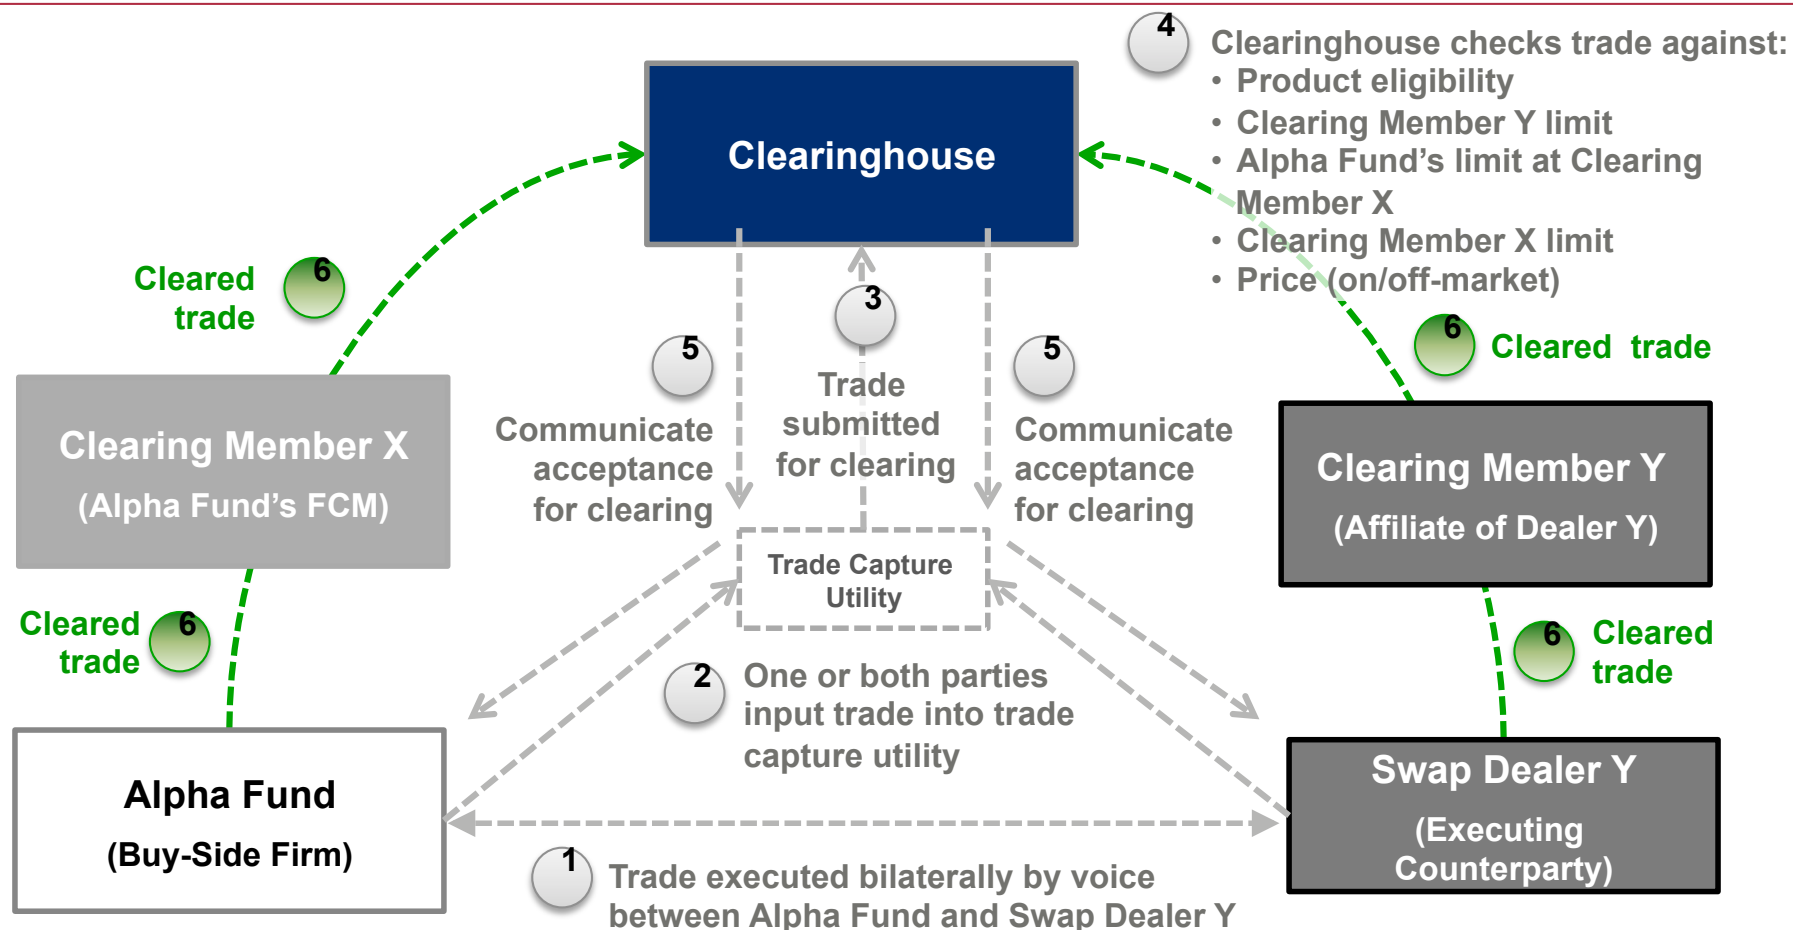 4
Clearinghouse checks trade against:
• Product eligibility
• Clearing Member Y limit
• Alpha Fund’s limit at Clearing
Member X
• Clearing Member X limit
• Price (on/off-market)
Clearinghouse
Cleared
trade
6
3
5
5
6
Cleared trade
Trade
submitted
for clearing
Communicate
acceptance
for clearing
Communicate
acceptance
for clearing
Clearing Member X
(Alpha Fund’s FCM)
Clearing Member Y
(Affiliate of Dealer Y)
Trade Capture
Utility
Cleared
trade
6
6
Cleared
trade
2
One or both parties
input trade into trade
capture utility
Alpha Fund
(Buy-Side Firm)
Swap Dealer Y
(Executing
Counterparty)
1
Trade executed bilaterally by voice
between Alpha Fund and Swap Dealer Y